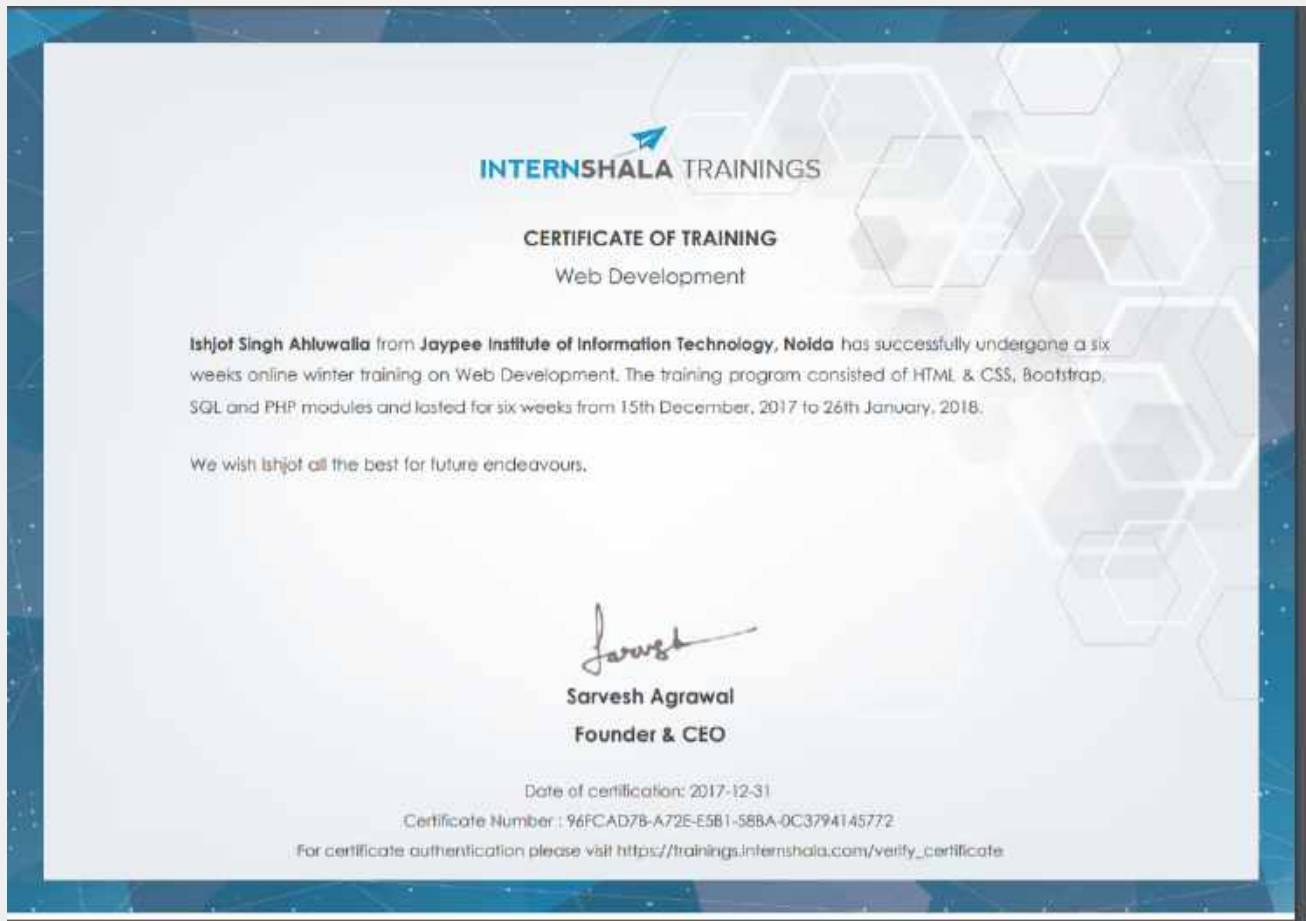 INTERNSHALA TRAININGS
CERTIFICATE OF TRAINING
Web Development
Ishjot Singh Ahluwalia from Jaypee Institute of Information Technology, Noida has successfully undergone a six
weeks online winter training on Web Development. The training program consisted of HTML & CSS, Bootstrap,
SQL and PHP modules and lasted for six weeks from 15th December, 2017 to 26th January, 2018.
We wish Ishjot all the best for future endeavours.
Sarvesh
Sarvesh Agrawal
Founder & CEO
Date of certification: 2017-12-31
Certificate Number : 96FCAD7B-A72E-E5B1-58BA-0C3794145772
For certificate authentication please visit https://trainings.internshala.com/verify_certificate